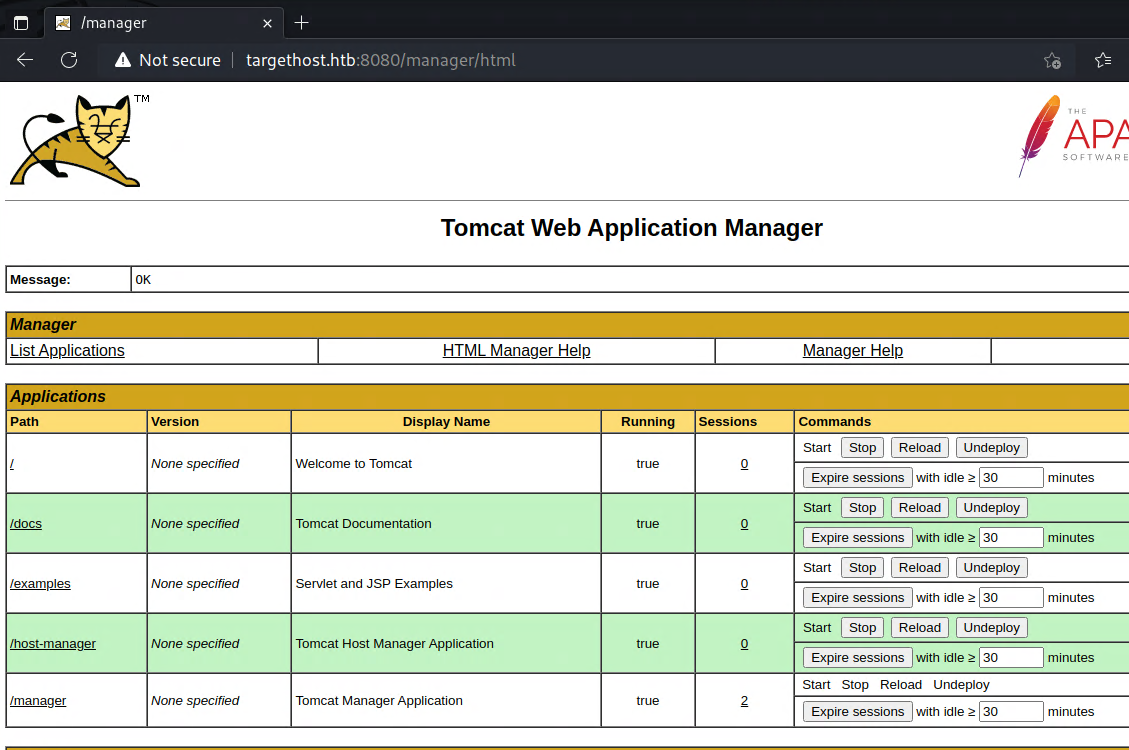 /manager
Not secure targethost.htb:8080/manager/html
TM
THE
APA
SOFTWARE
Tomcat Web Application Manager
Message: OK
Manager
List Applications HTML Manager Help Manager Help
Applications
Path Version Display Name Running Sessions Commands
/ None specified Welcome to Tomcat true 0 Start Stop Reload Undeploy
Expire sessions with idle ≥ 30 minutes
/docs None specified Tomcat Documentation true 0 Start Stop Reload Undeploy
Expire sessions with idle ≥ 30 minutes
/examples None specified Servlet and JSP Examples true 0 Start Stop Reload Undeploy
Expire sessions with idle ≥ 30 minutes
/host-manager None specified Tomcat Host Manager Application true 0 Start Stop Reload Undeploy
Expire sessions with idle ≥ 30 minutes
/manager None specified Tomcat Manager Application true 2 Start Stop Reload Undeploy
Expire sessions with idle ≥ 30 minutes